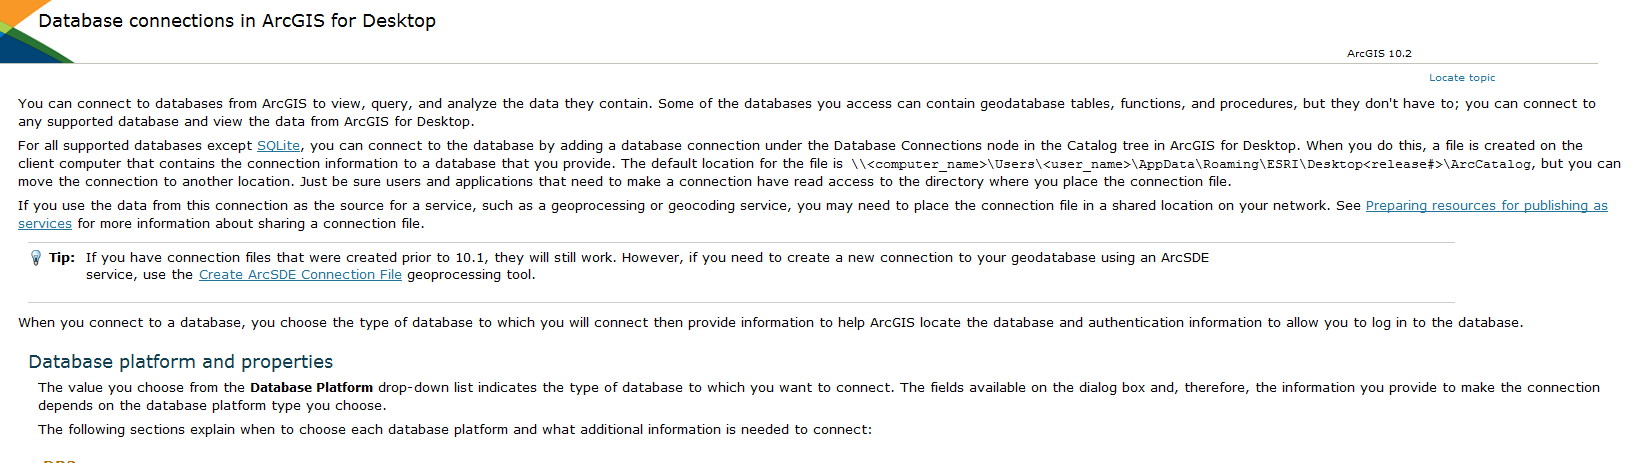 Database connections in ArcGIS for Desktop
ArcGIS 10.2
Locate topic
You can connect to databases from ArcGIS to view, query, and analyze the data they contain. Some of the databases you access can contain geodatabase tables, functions, and procedures, but they don't have to; you can connect to
any supported database and view the data from ArcGIS for Desktop.
For all supported databases except SQLite, you can connect to the database by adding a database connection under the Database Connections node in the Catalog tree in ArcGIS for Desktop. When you do this, a file is created on the
client computer that contains the connection information to a database that you provide. The default location for the file is \\<computer_name>\Users\<user_name>\AppData\Roaming\ESRI\Desktop<release#>\ArcCatalog, but you can
move the connection to another location. Just be sure users and applications that need to make a connection have read access to the directory where you place the connection file.
If you use the data from this connection as the source for a service, such as a geoprocessing or geocoding service, you may need to place the connection file in a shared location on your network. See Preparing resources for publishing as
services for more information about sharing a connection file.
Tip: If you have connection files that were created prior to 10.1, they will still work. However, if you need to create a new connection to your geodatabase using an ArcSDE
service, use the Create ArcSDE Connection File geoprocessing tool.
When you connect to a database, you choose the type of database to which you will connect then provide information to help ArcGIS locate the database and authentication information to allow you to log in to the database.
Database platform and properties
The value you choose from the Database Platform drop-down list indicates the type of database to which you want to connect. The fields available on the dialog box and, therefore, the information you provide to make the connection
depends on the database platform type you choose.
The following sections explain when to choose each database platform and what additional information is needed to connect: